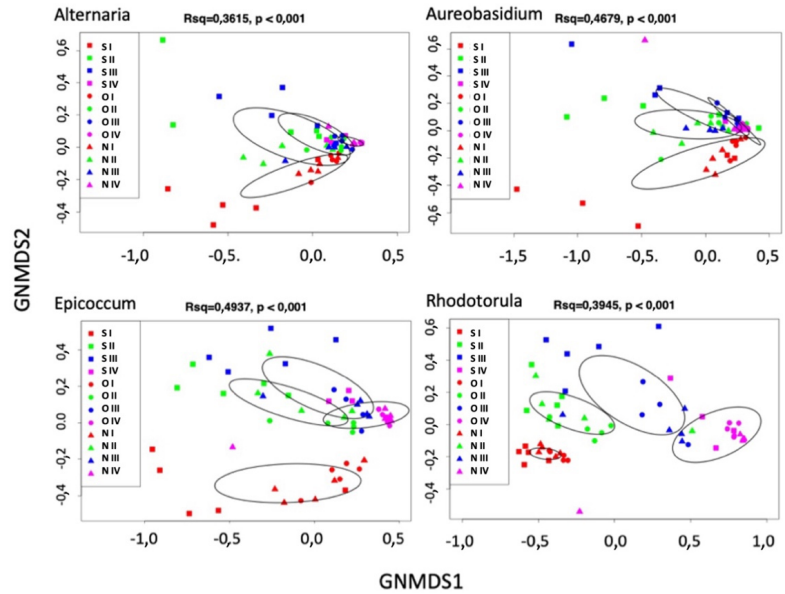 Alternaria
Rsq=0,3615, p < 0,001
S I
S II
S III
S IV
O I
O II
O III
O IV
N I
N II
N III
N IV
0,6
0,4
0,2
0,0
-0,2
-0,4
-1,0
-0,5.
0,0.
0,5
Aureobasidium
Rsq=0,4679, p < 0,001
S I
S II
S III
S IV
O I
O II
O III
O IV
N I
N II
N III
N IV
0,6
0,4
0,2
0,0
-0,2
-0,4
-0,6
-1,5
-1,0
-0,5.
0,0.
0,5
GNMDS2
Epicoccum
Rsq=0,4937, p < 0,001
S I
S II
S III
S IV
O I
O II
O III
O IV
N I
N II
N III
N IV
0,4
0,2
0.0
-0,2
-0,4
-1,0
-0,5
0,0
0,5
Rhodotorula
Rsq=0,3945, p < 0,001
S I
S II
S III
S IV
O I
O II
O III
O IV
N I
N II
N III
N IV
0,6
0,4
0,2
0,0
-0,2
-0,4
-1,0
-0,5
0,0
0,5
1,0
GNMDS1